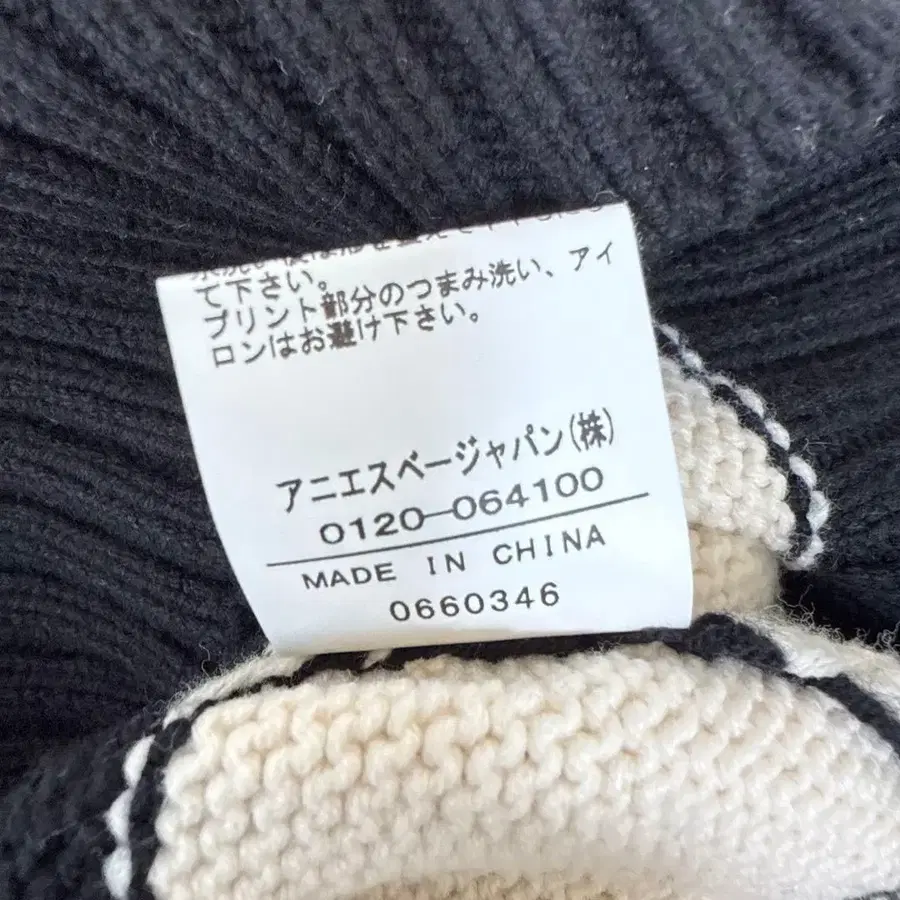 て下さい。
プリント部分のつまみ洗い、アイ
ロンはお避け下さい。
アニエスベージャパン(株)
0120-064100
MADE IN CHINA
0660346